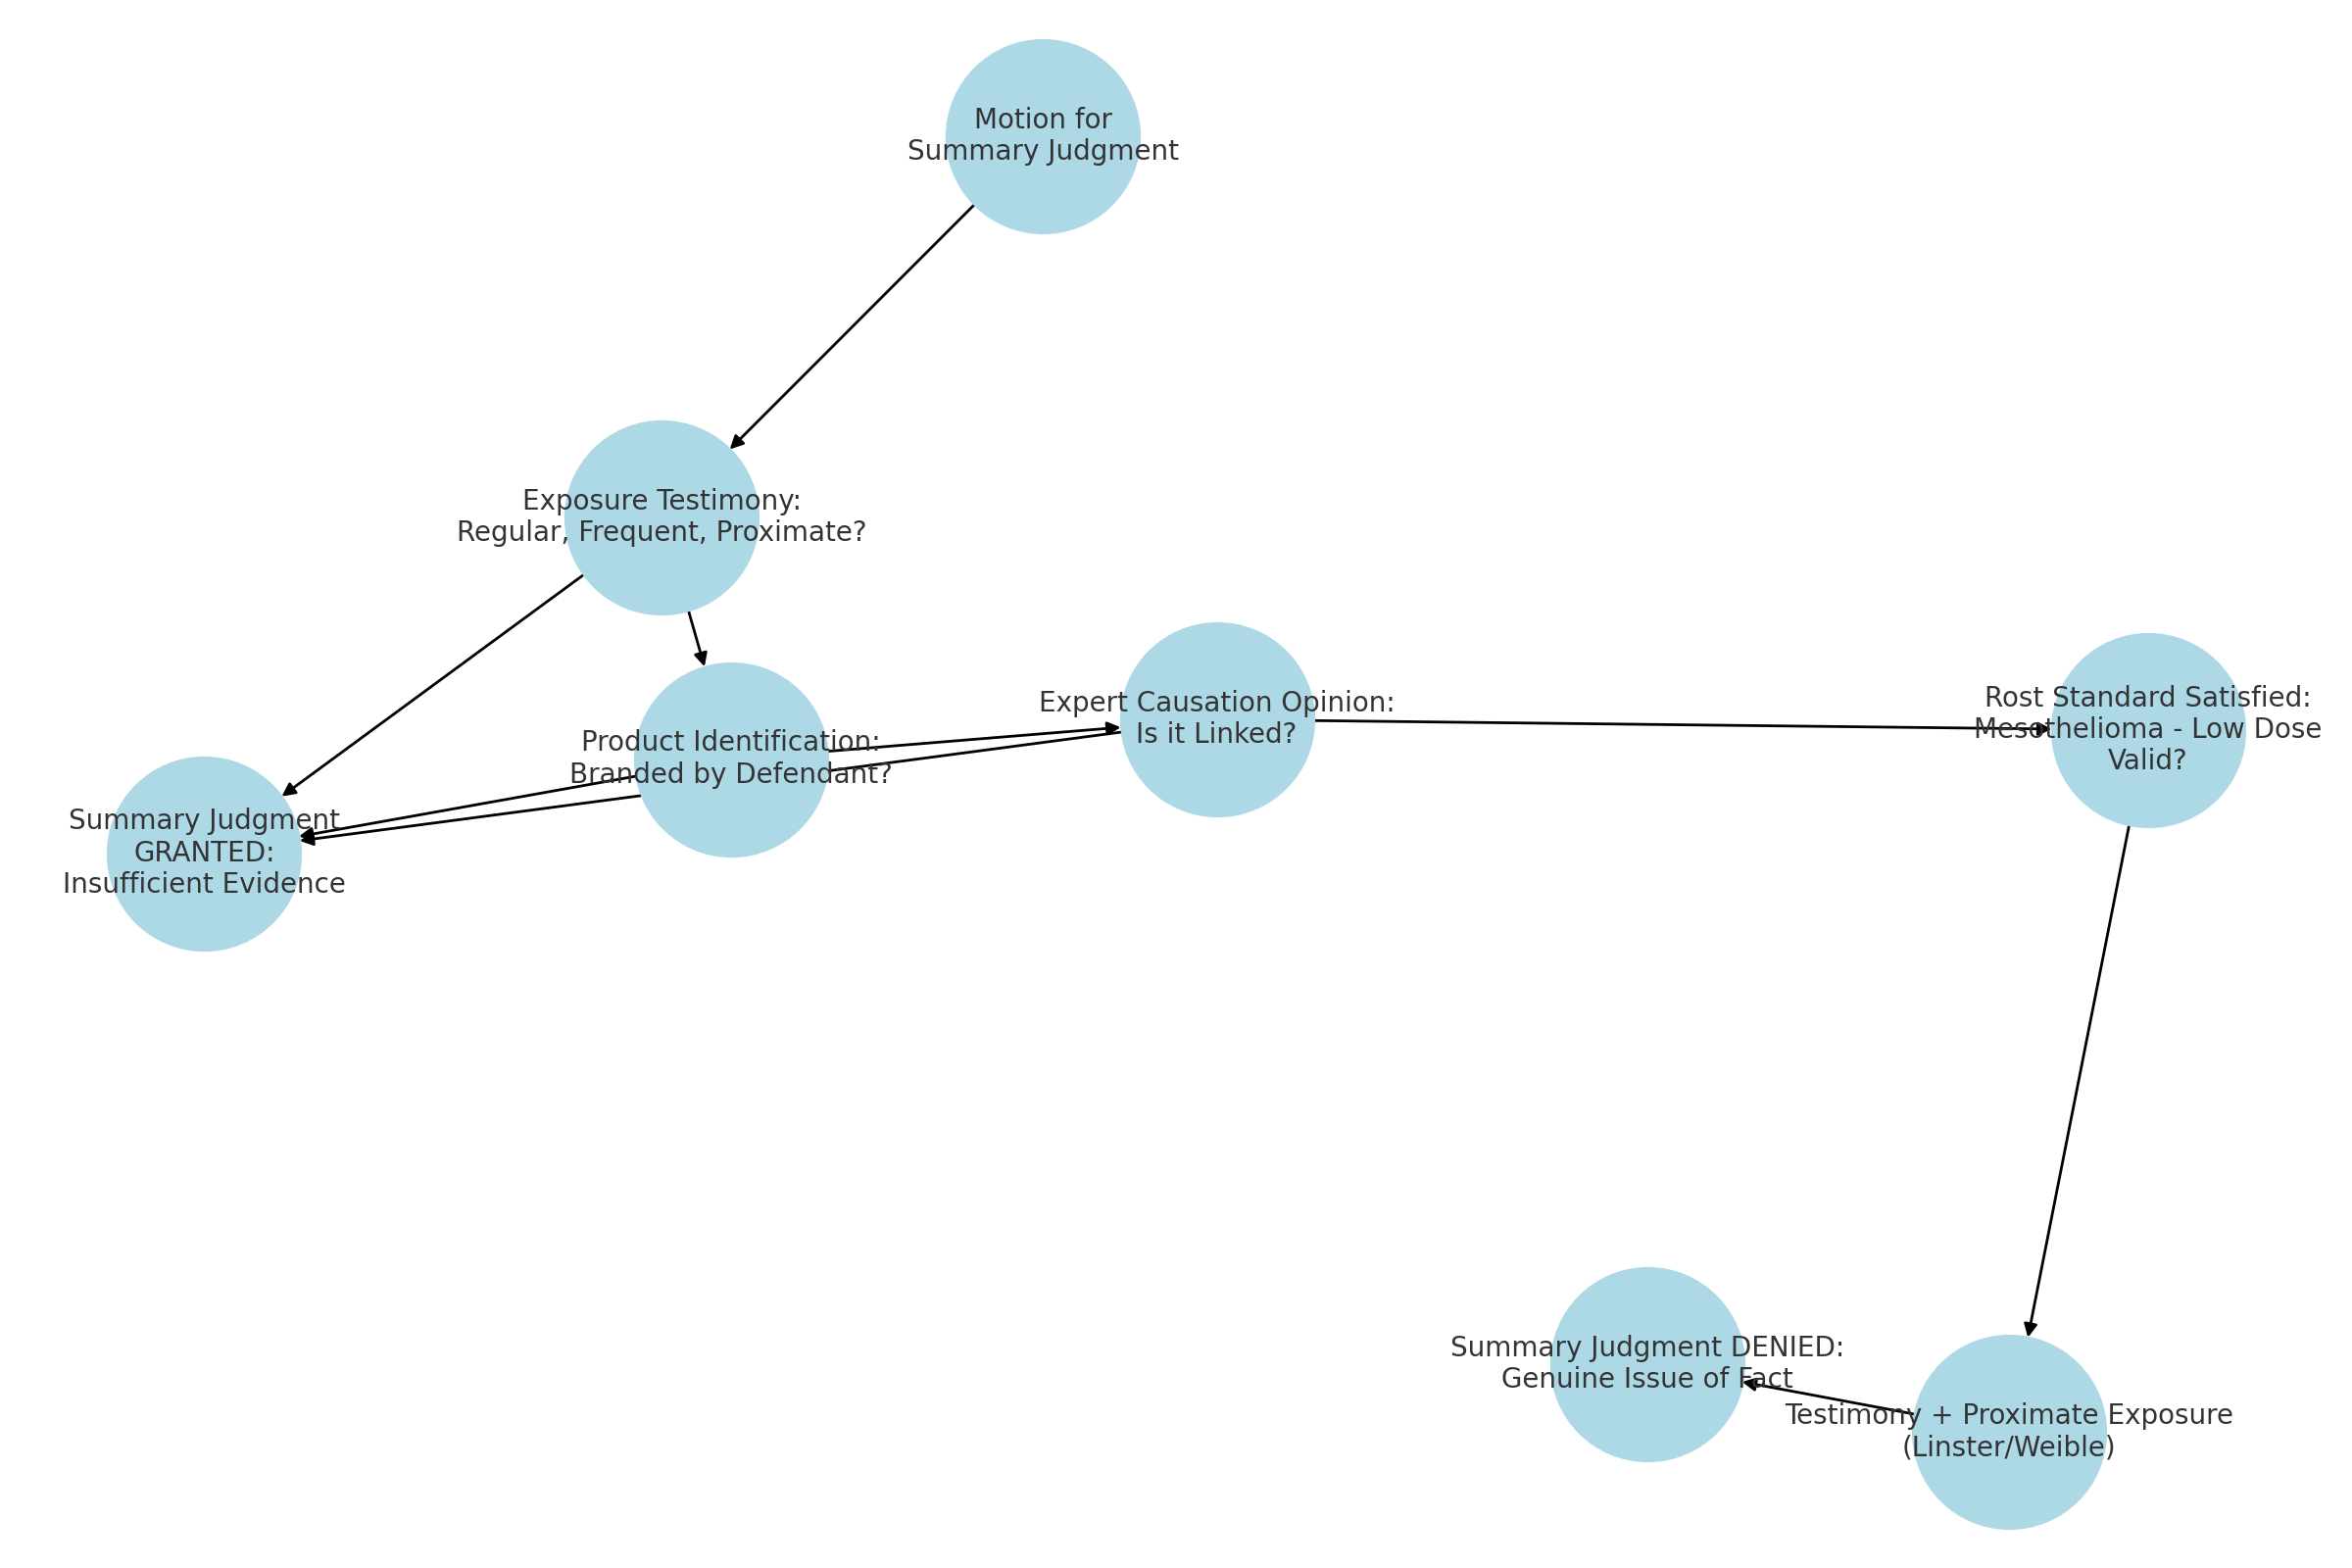 Motion for
Summary Judgment
Exposure Testimony:
Regular, Frequent, Proximate?
Product Identification:
Branded by Defendant?
Expert Causation Opinion:
Is it Linked?
Rost Standard Satisfied:
Mesothelioma - Low Dose
Valid?
Summary Judgment
GRANTED:
Insufficient Evidence
Summary Judgment DENIED:
Genuine Issue of Fact
Testimony + Proximate Exposure
(Linster/Weible)